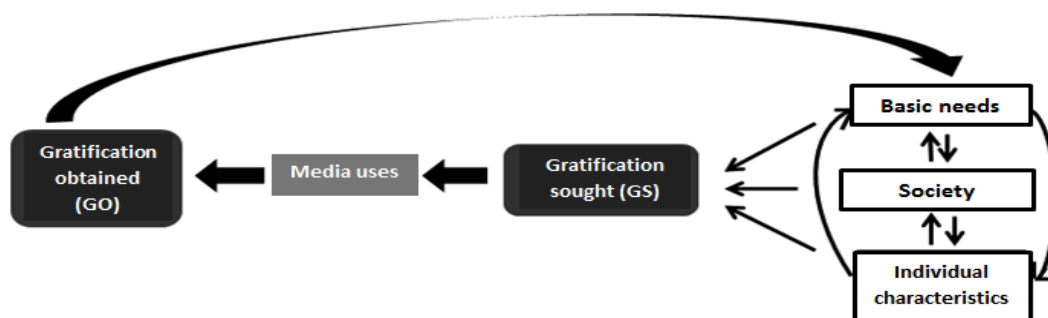 Gratification
obtained
(GO)
Media uses
Gratification
sought (GS)
Basic needs
Society
Individual
characteristics